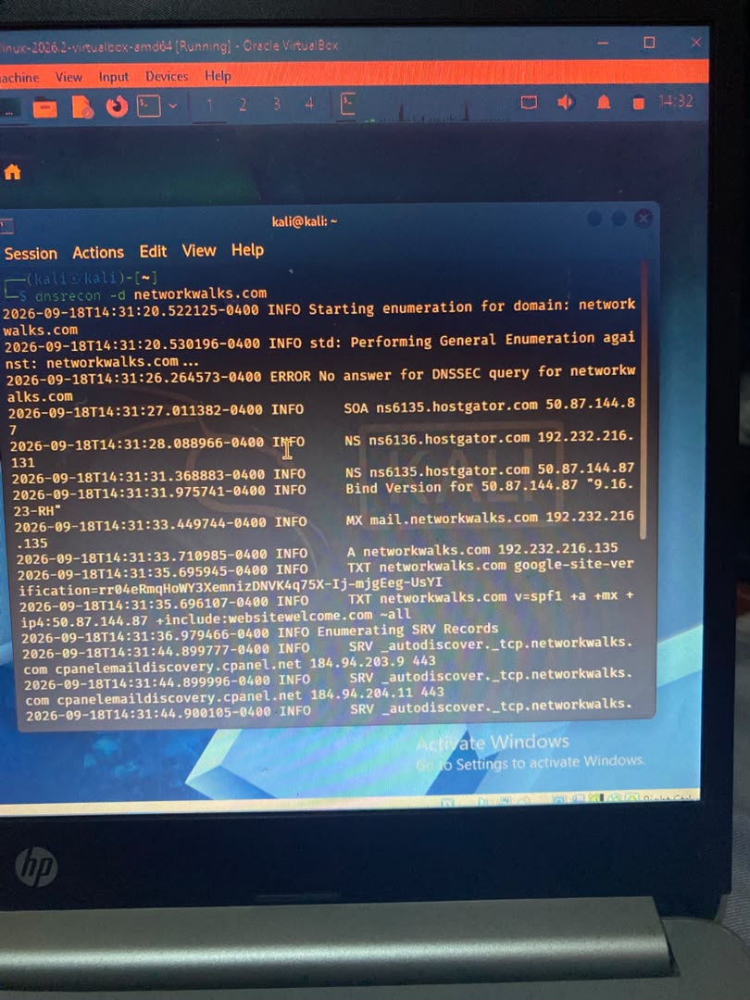 linux-2026.2-virtualbox-amd64 [Running] - Oracle VirtualBox
Machine View Input Devices Help
1 2 3 4 14:32
kali@kali: ~
Session Actions Edit View Help
(kali㉿kali)-[~]
$ dnsrecon -d networkwalks.com
2026-09-18T14:31:20.522125-0400 INFO Starting enumeration for domain: network
walks.com
2026-09-18T14:31:20.530196-0400 INFO std: Performing General Enumeration agai
nst: networkwalks.com...
2026-09-18T14:31:26.264573-0400 ERROR No answer for DNSSEC query for networkw
alks.com
2026-09-18T14:31:27.011382-0400 INFO SOA ns6135.hostgator.com 50.87.144.8
7
2026-09-18T14:31:28.088966-0400 INFO NS ns6136.hostgator.com 192.232.216.
131
2026-09-18T14:31:31.368883-0400 INFO NS ns6135.hostgator.com 50.87.144.87
2026-09-18T14:31:31.975741-0400 INFO Bind Version for 50.87.144.87 "9.16.
23-RH"
2026-09-18T14:31:33.449744-0400 INFO MX mail.networkwalks.com 192.232.216
.135
2026-09-18T14:31:33.710985-0400 INFO A networkwalks.com 192.232.216.135
2026-09-18T14:31:35.695945-0400 INFO TXT networkwalks.com google-site-ver
ification=rr04eRmqHoWY3XemnizDNVK4q75X-Ij-mjgEeg-UsYI
2026-09-18T14:31:35.696107-0400 INFO TXT networkwalks.com v=spf1 +a +mx +
ip4:50.87.144.87 +include:websitewelcome.com ~all
2026-09-18T14:31:36.979466-0400 INFO Enumerating SRV Records
2026-09-18T14:31:44.899777-0400 INFO SRV _autodiscover._tcp.networkwalks.
com cpanelemaildiscovery.cpanel.net 184.94.203.9 443
2026-09-18T14:31:44.899996-0400 INFO SRV _autodiscover._tcp.networkwalks.
com cpanelemaildiscovery.cpanel.net 184.94.204.11 443
2026-09-18T14:31:44.900105-0400 INFO SRV _autodiscover._tcp.networkwalks.
KALI
Activate Windows
Go to Settings to activate Windows.
Right Ctrl
hp